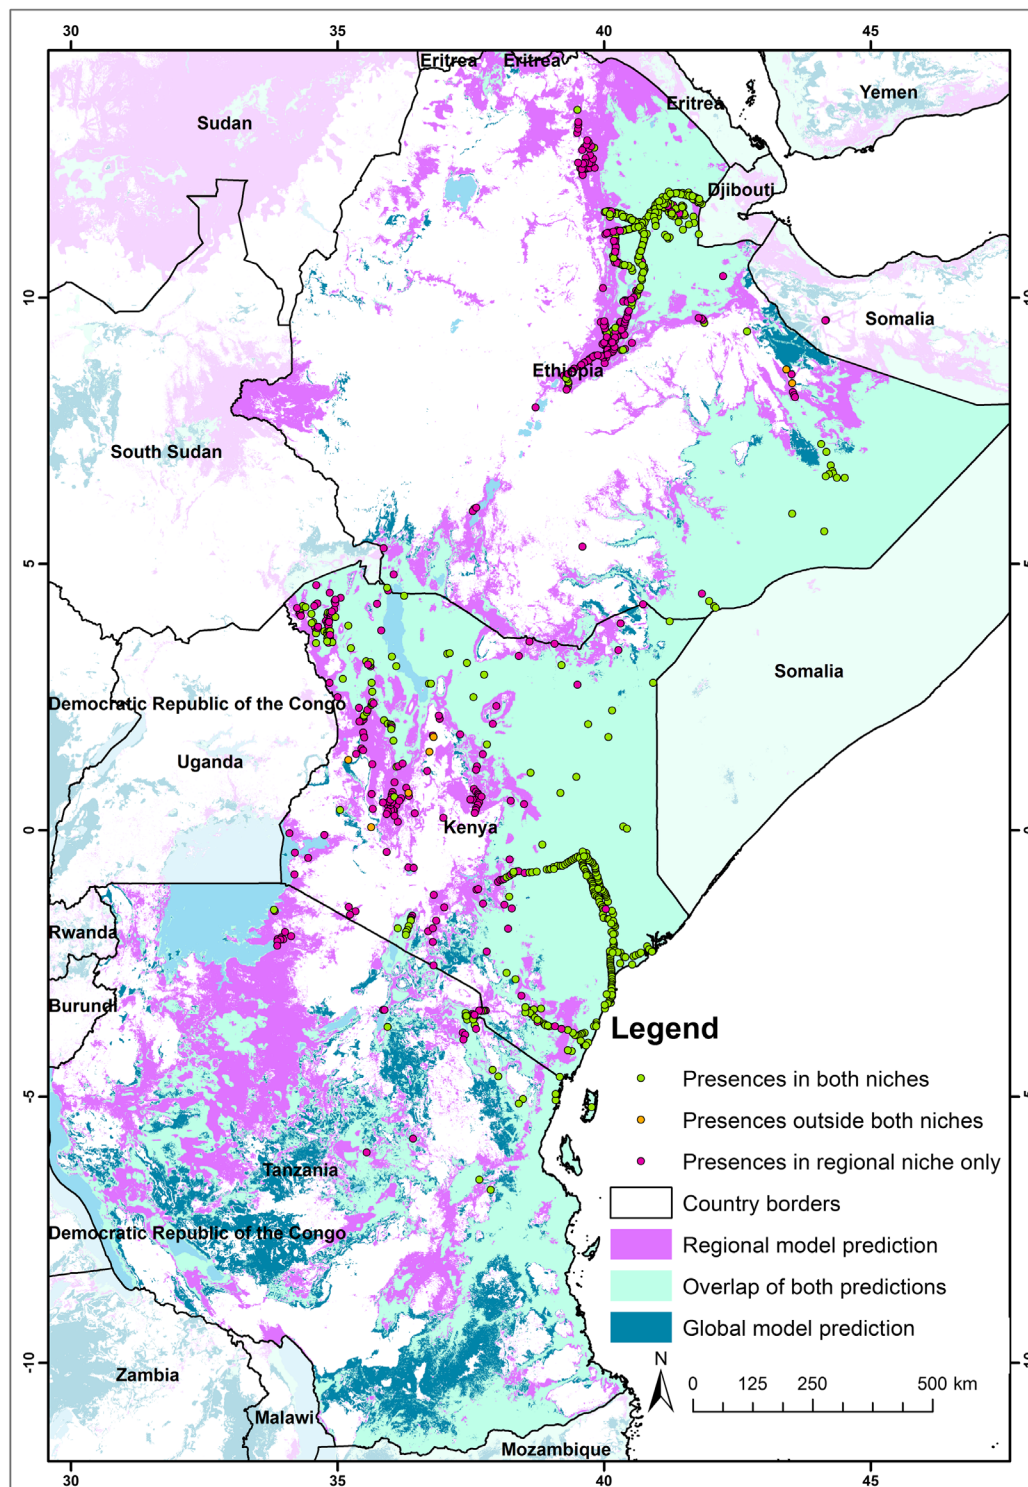 30 35 40 45
Eritrea Eritrea
Yemen
Eritrea
Sudan
Djibouti
10 10
Somalia
Ethiopia
South Sudan
5 5
Somalia
Democratic Republic of the Congo
Uganda
0 Kenya 0
Rwanda
Burundi
Legend
Presences in both niches
-5 5
Presences outside both niches
Presences in regional niche only
Tanzania
Country borders
Democratic Republic of the Congo
Regional model prediction
Overlap of both predictions
Global model prediction
N
-10 10
Zambia
0 125 250 500 km
Malawi
Mozambique
30 35 40 45